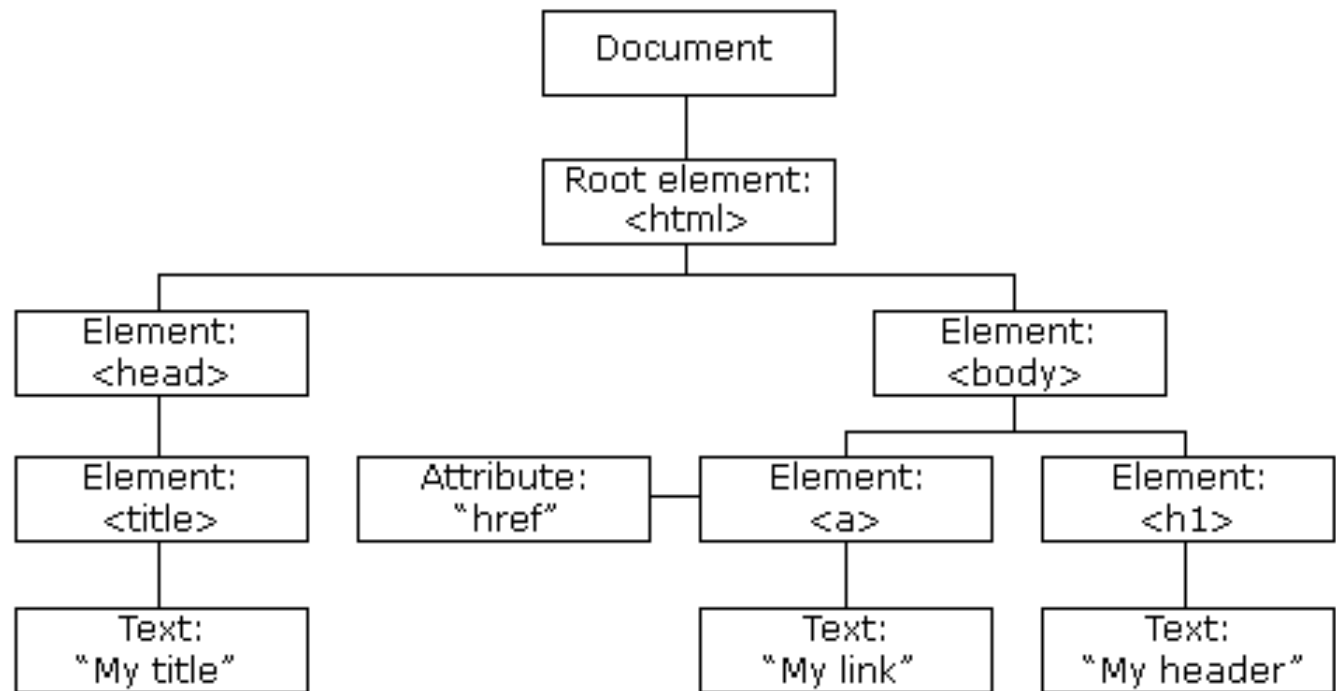 Document
Root element:
<html>
Element:
<head>
Element:
<body>
Element:
<title>
Attribute:
“href”
Element:
<a>
Element:
<h1>
Text:
“My title”
Text:
“My link”
Text:
“My header”